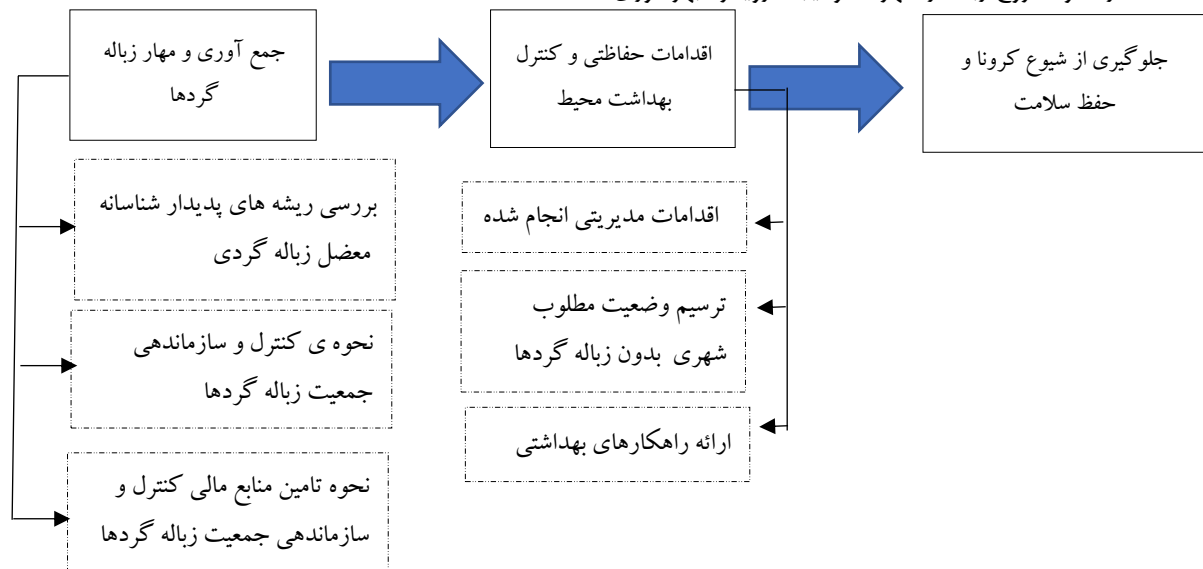 جمع آوری و مهار زباله
گردها
اقدامات حفاظتی و کنترل
بهداشت محیط
جلوگیری از شیوع کرونا و
حفظ سلامت
بررسی ریشه های پدیدار شناسانه
معضل زباله گردی
نحوه ی کنترل و سازماندهی
جمعیت زباله گردها
نحوه تامین منابع مالی کنترل و
سازماندهی جمعیت زباله گردها
اقدامات مدیریتی انجام شده
ترسیم وضعیت مطلوب
شهری بدون زباله گردها
ارائه راهکارهای بهداشتی